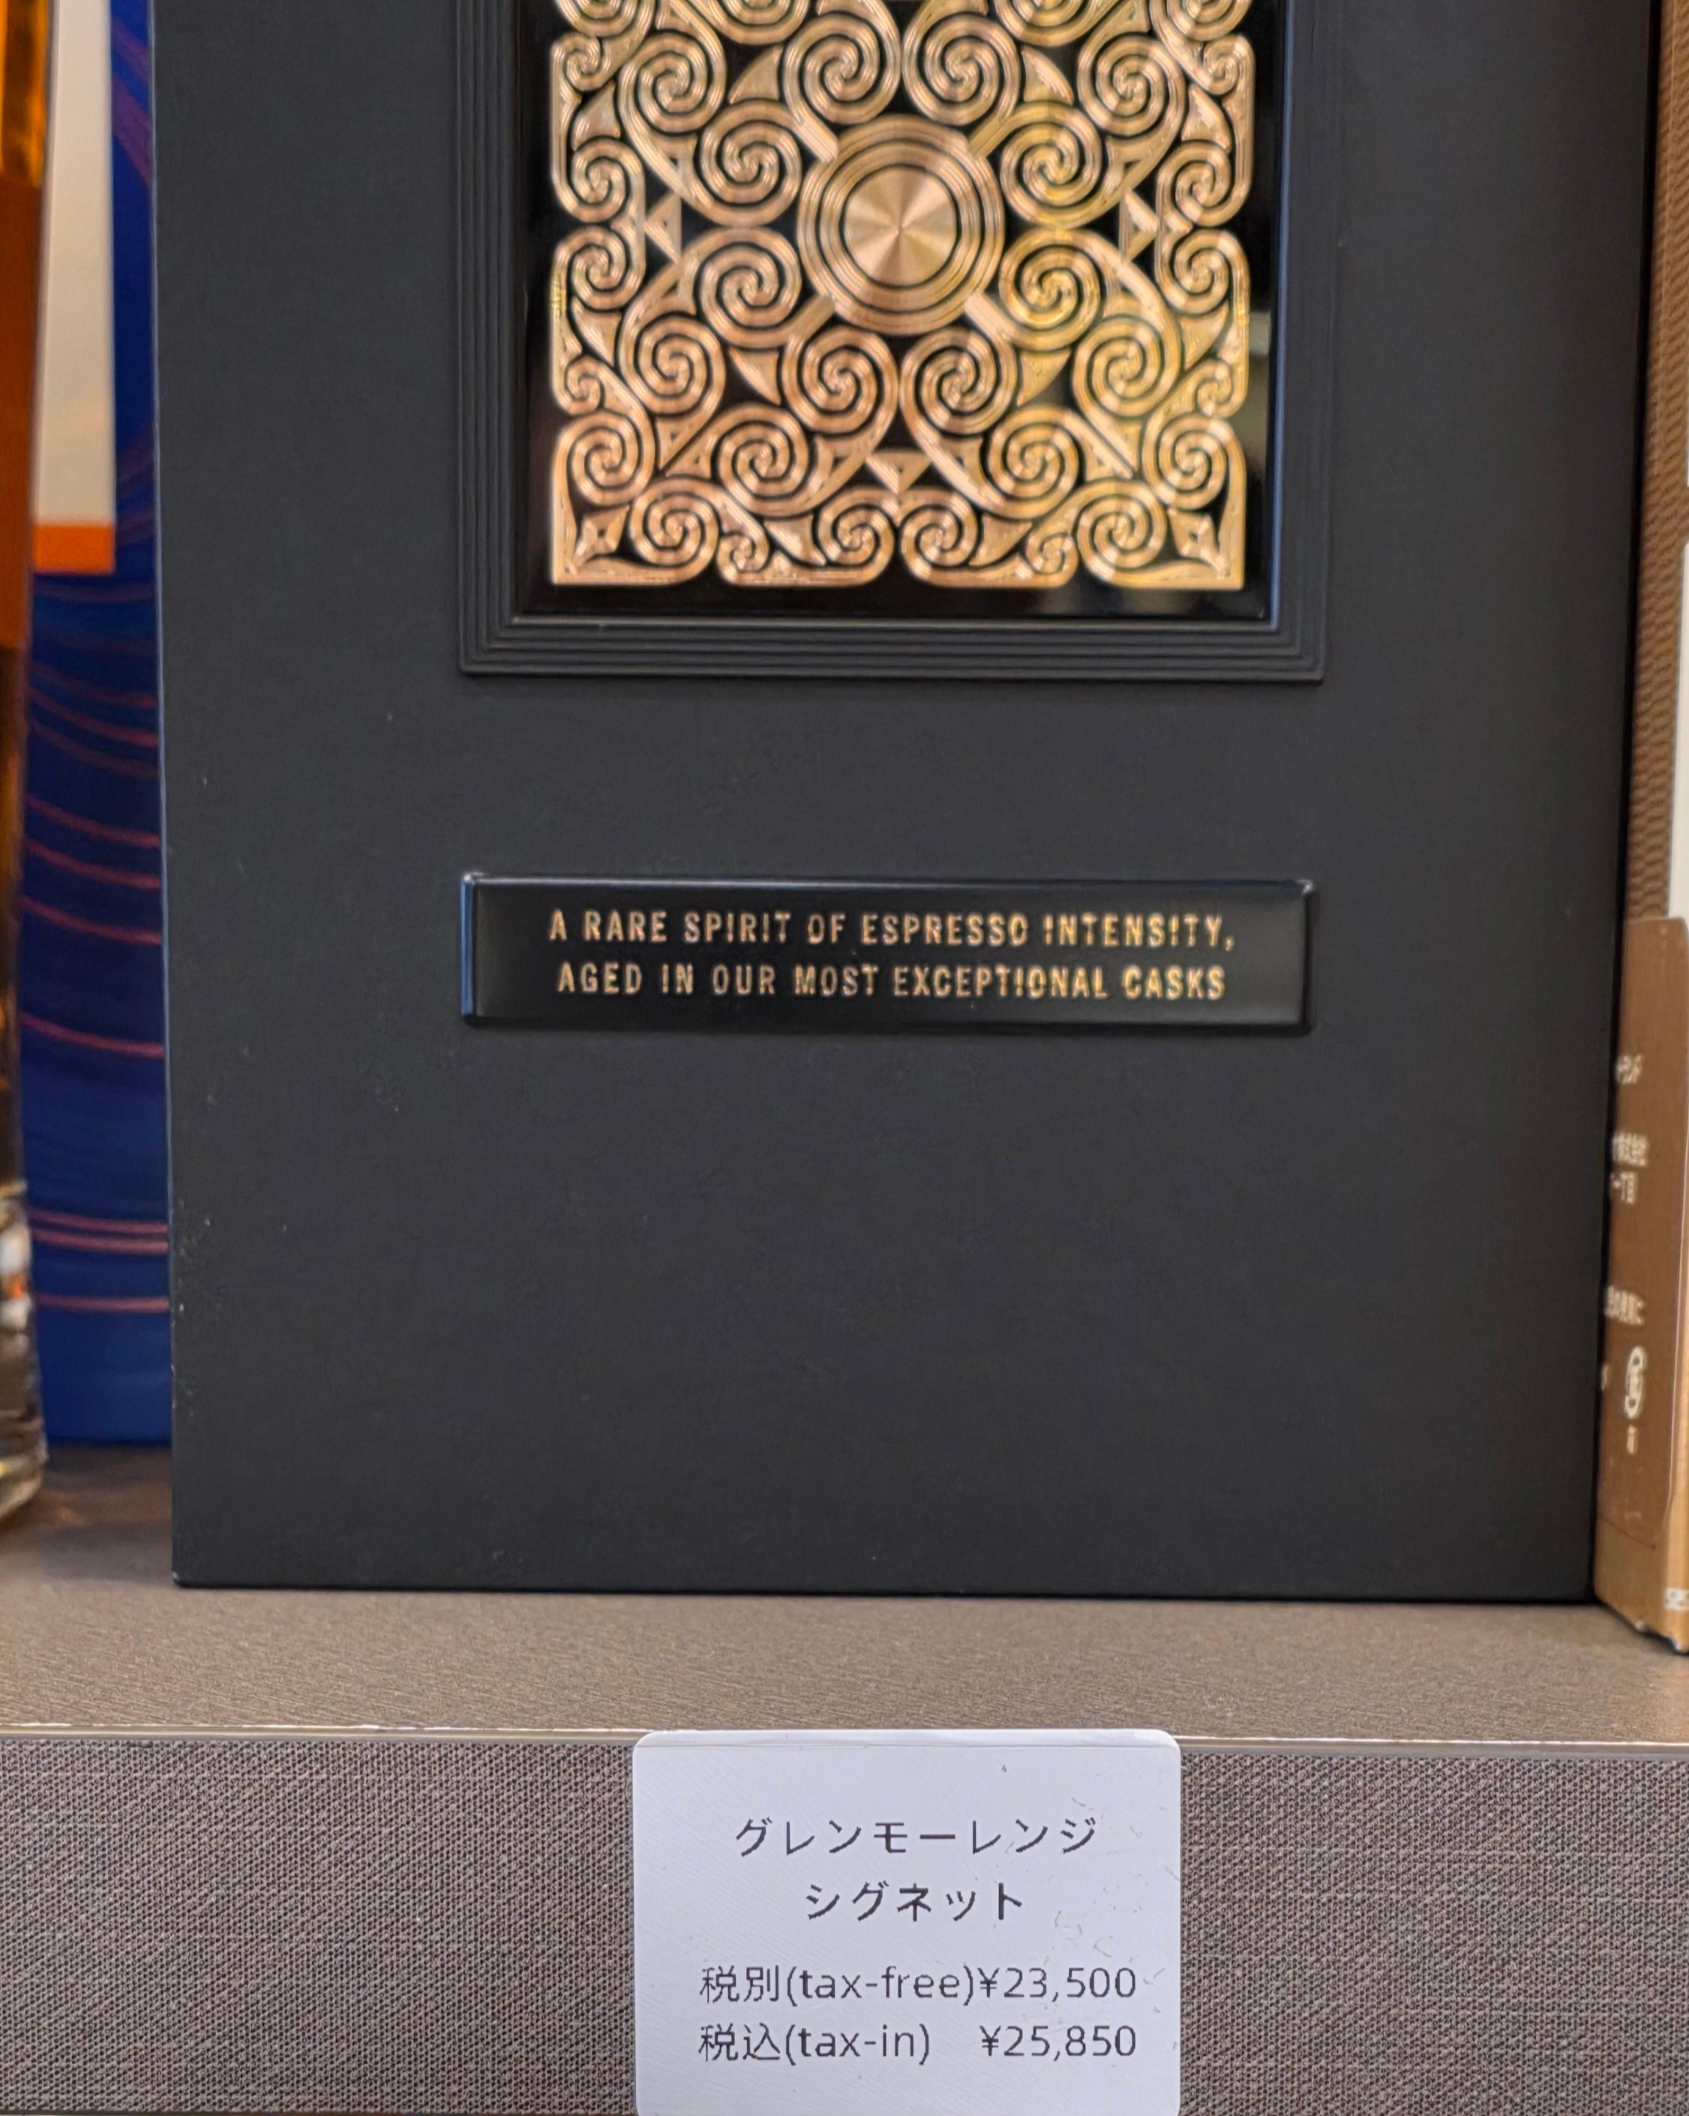 A RARE SPIRIT OF ESPRESSO INTENSITY,
AGED IN OUR MOST EXCEPTIONAL CASKS
グレンモーレンジ
シグネット
税別(tax-free)¥23,500
税込(tax-in) ¥25,850